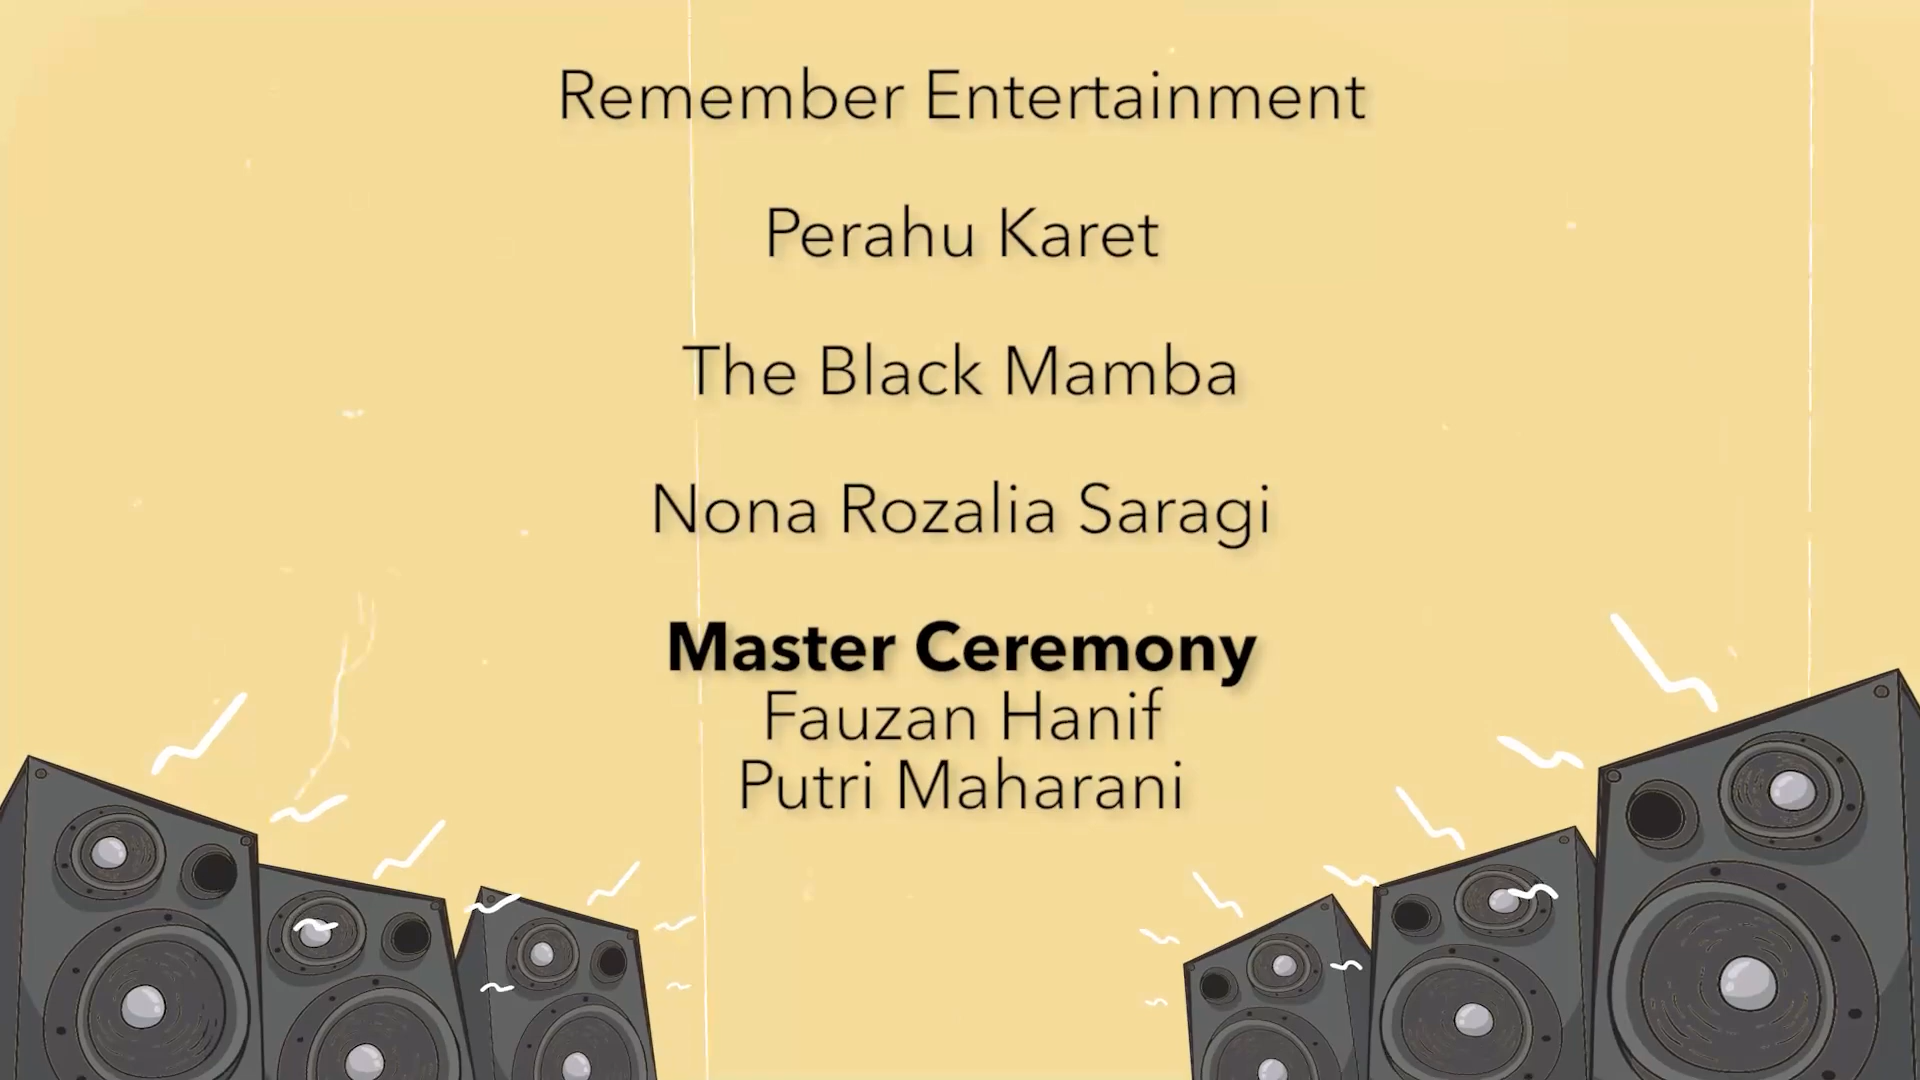 Remember Entertainment
Perahu Karet
The Black Mamba
Nona Rozalia Saragi
Master Ceremony
Fauzan Hanif
Putri Maharani